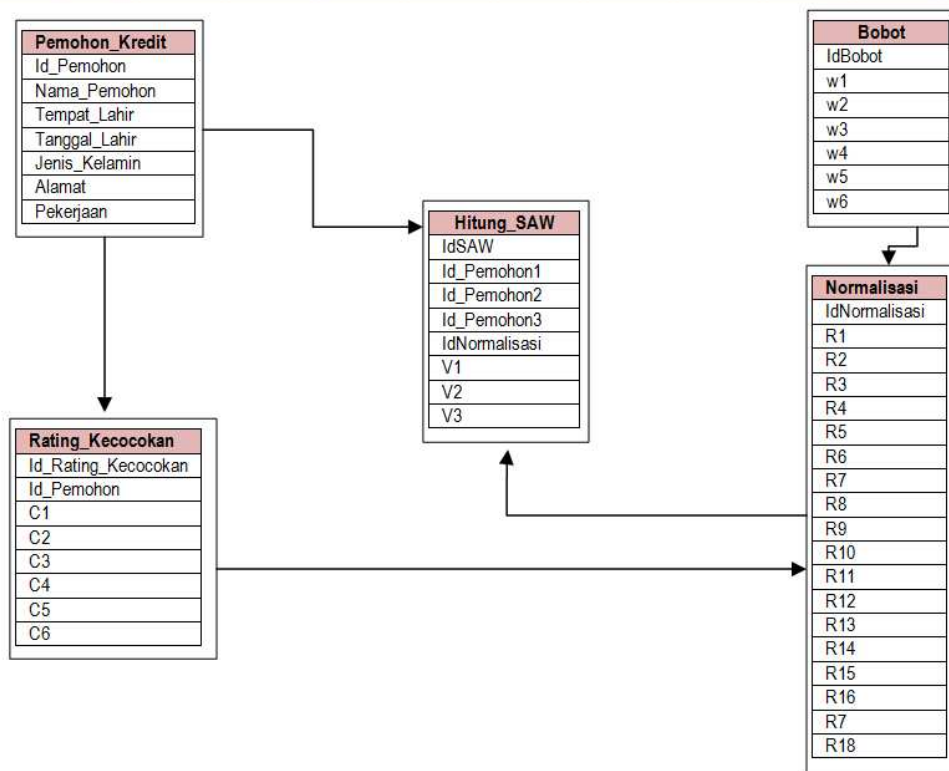 Pemohon_Kredit
Id_Pemohon
Nama_Pemohon
Tempat_Lahir
Tanggal_Lahir
Jenis_Kelamin
Alamat
Pekerjaan
Bobot
IdBobot
w1
w2
w3
w4
w5
w6
Hitung_SAW
IdSAW
Id_Pemohon1
Id_Pemohon2
Id_Pemohon3
IdNormalisasi
V1
V2
V3
Normalisasi
IdNormalisasi
R1
R2
R3
R4
R5
R6
R7
R8
R9
R10
R11
R12
R13
R14
R15
R16
R7
R18
Rating_Kecocokan
Id_Rating_Kecocokan
Id_Pemohon
C1
C2
C3
C4
C5
C6